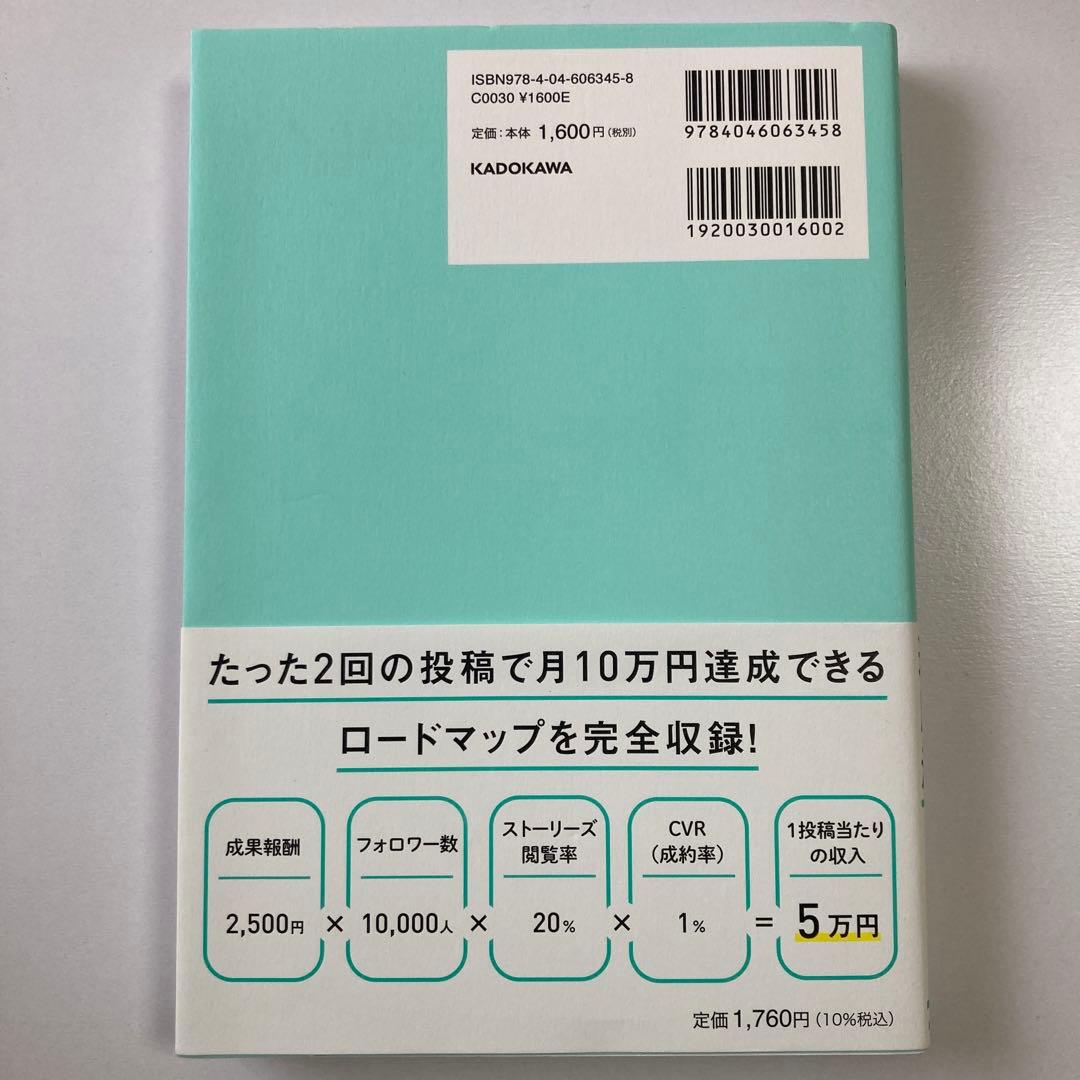 ISBN978-4-04-606345-8
C0030 ¥1600E
定価：本体 1,600円（税別）
KADOKAWA
9784046063458
1920030016002
たった2回の投稿で月10万円達成できる
ロードマップを完全収録！
成果報酬
2,500円
×
フォロワー数
10,000人
×
ストーリーズ
閲覧率
20%
×
CVR
（成約率）
1%
=
1投稿当たり
の収入
5万円
定価 1,760円（10%税込）